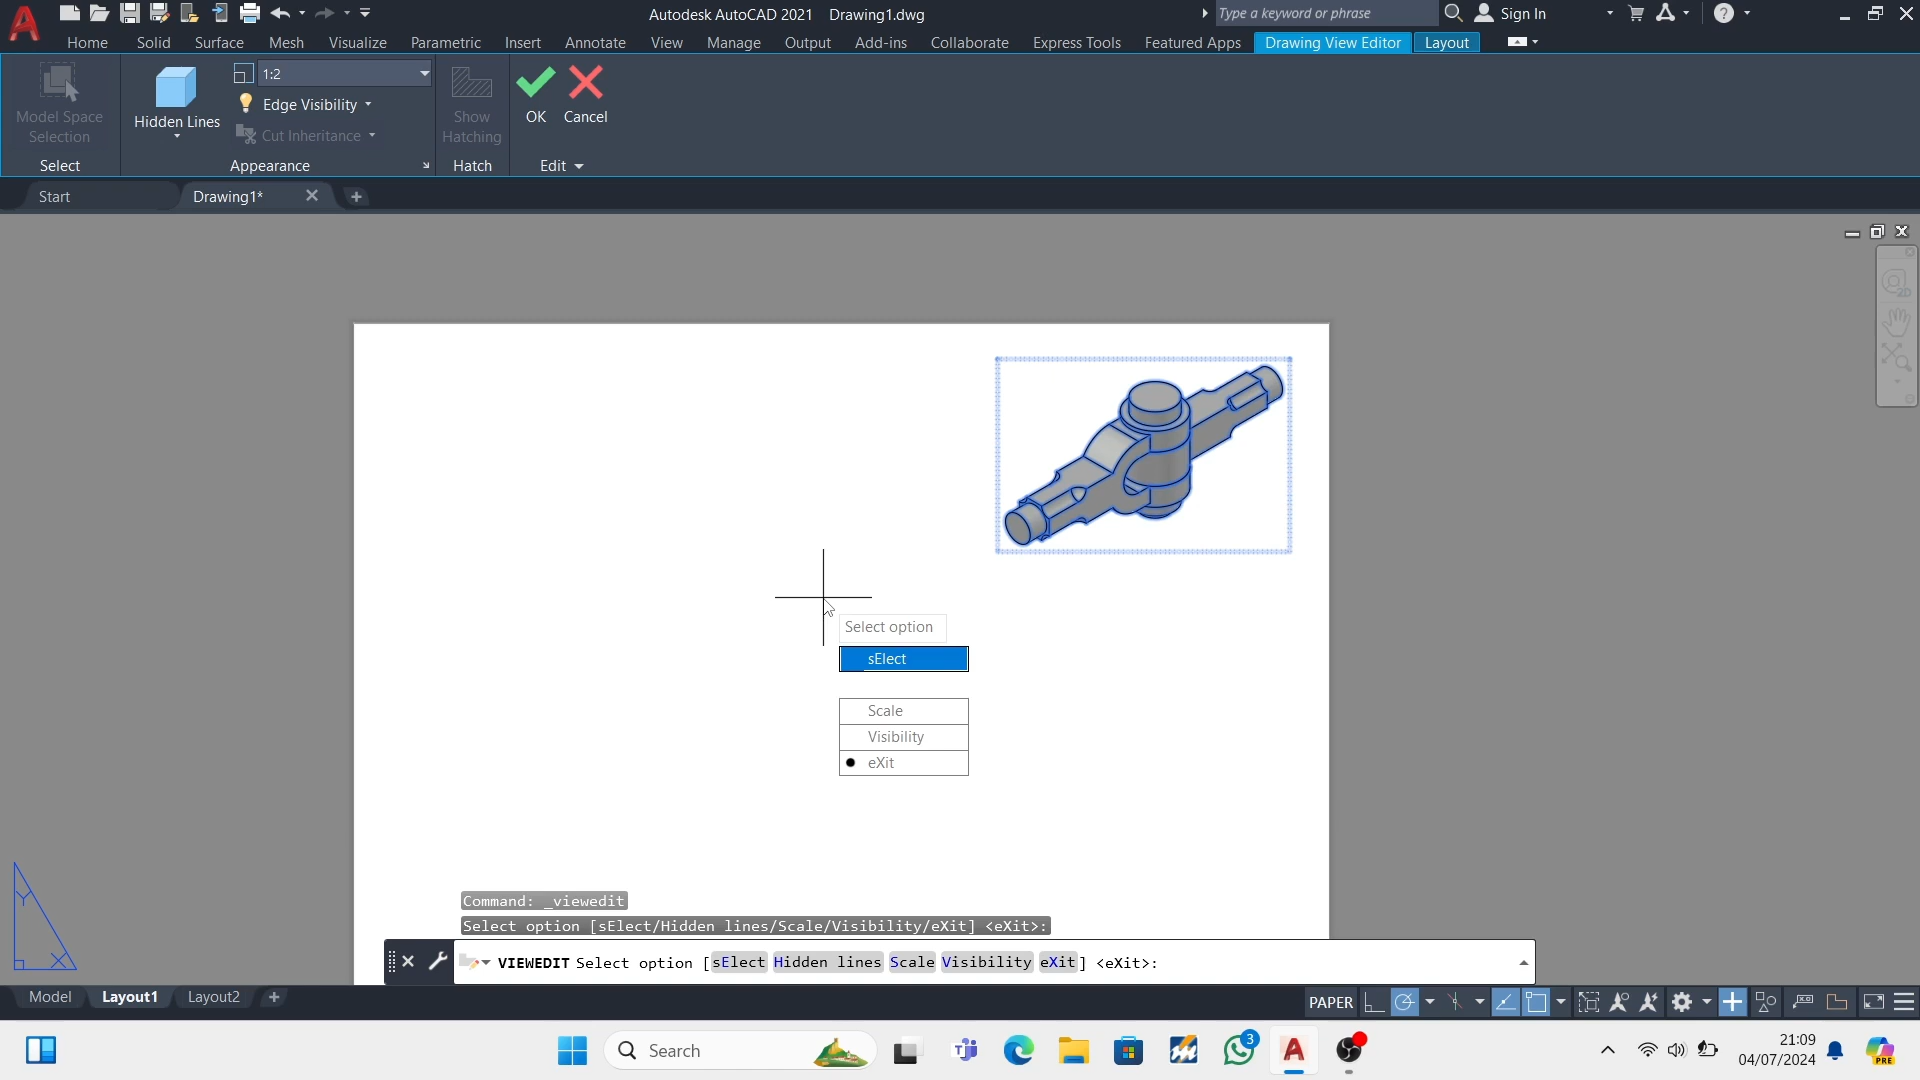 Autodesk AutoCAD 2021 Drawing1.dwg
Type a keyword or phrase
Sign In
Home Solid Surface Mesh Visualize Parametric Insert Annotate View Manage Output Add-ins Collaborate Express Tools Featured Apps Drawing View Editor Layout
1:2
Model Space
Selection
Hidden Lines
Edge Visibility
Cut Inheritance
Show
Hatching
OK Cancel
Select Appearance Hatch Edit
Start Drawing1*
2D
Select option
sElect
Scale
Visibility
eXit
Y
X
Command: _viewedit
Select option [sElect/Hidden lines/Scale/Visibility/eXit] <eXit>:
VIEWEDIT Select option [sElect Hidden lines Scale Visibility eXit] <eXit>:
Model Layout1 Layout2
PAPER
Search
3
21:09
04/07/2024
PRE